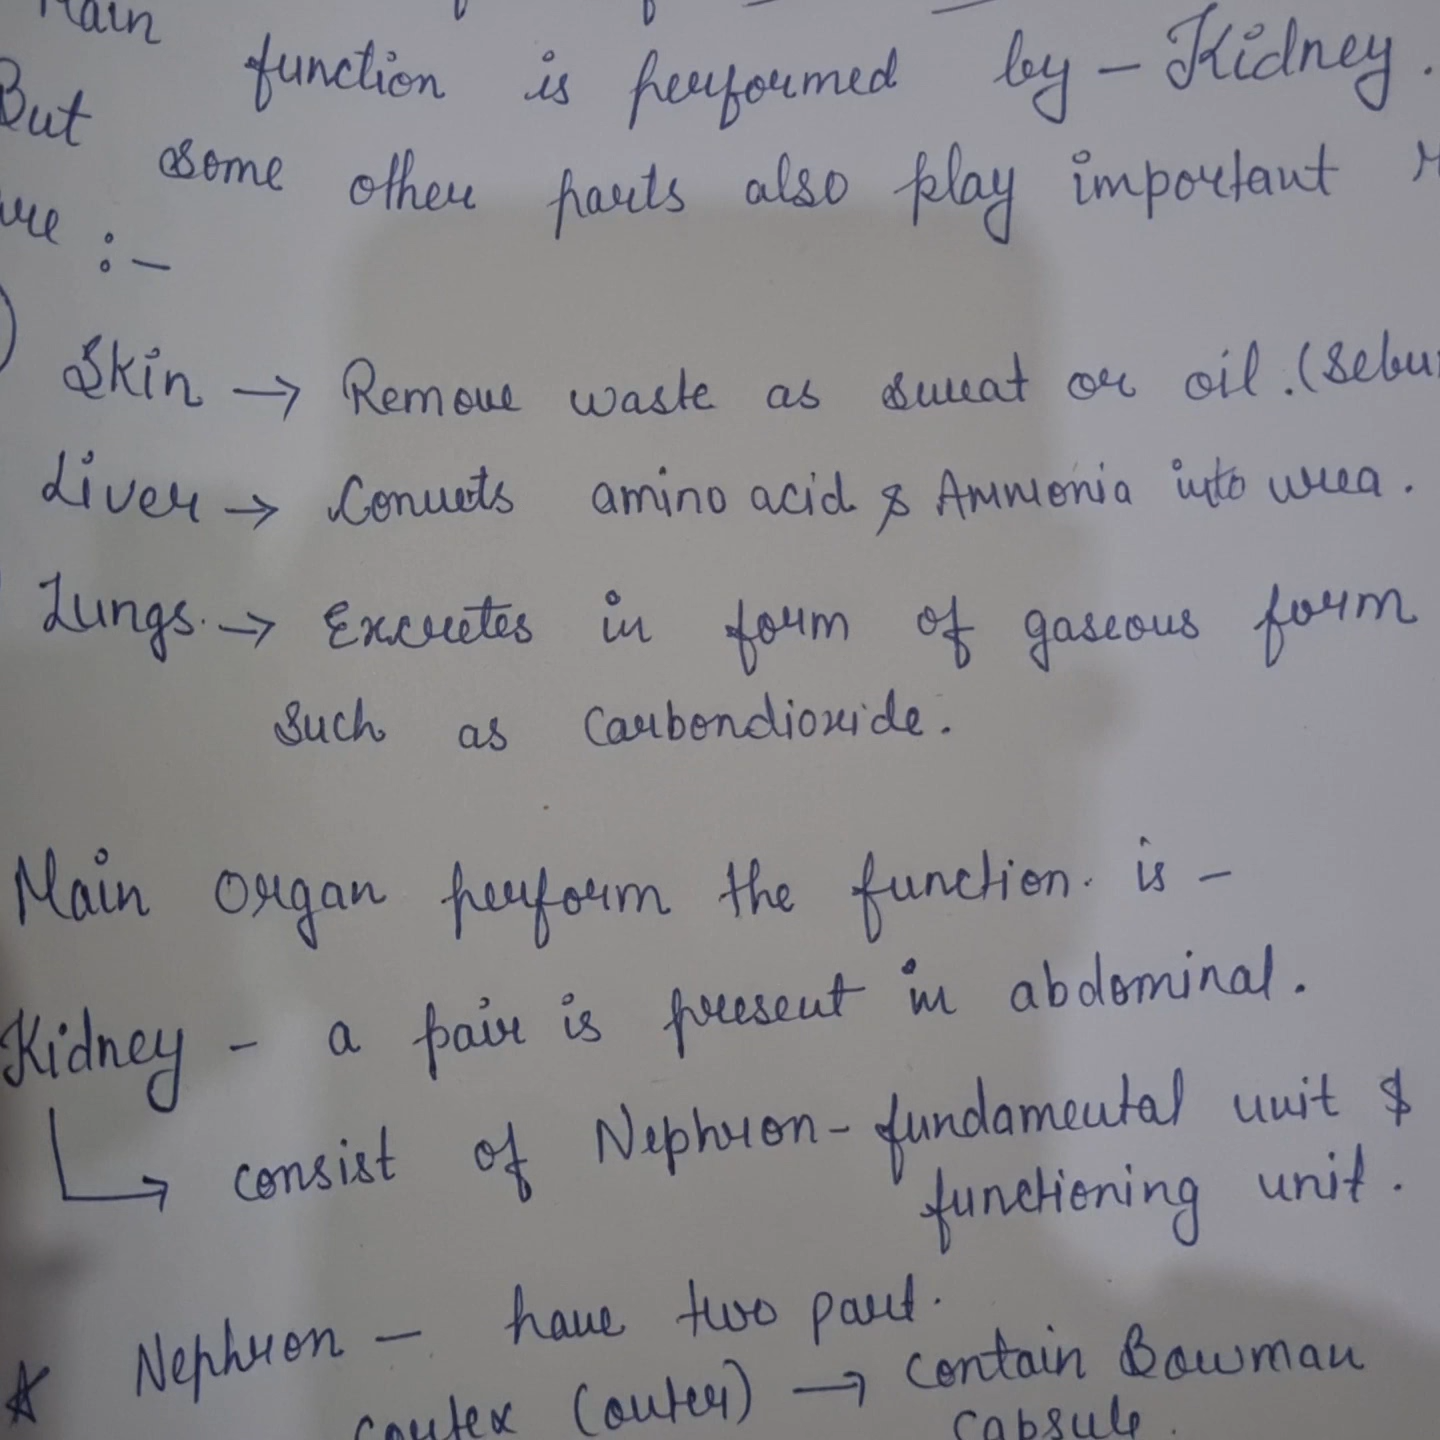 Main function is performed by - Kidney.
But some other parts also play important
:-
Skin → Remove waste as sweat or oil. (Sebu
Liver → Converts amino acid & Ammonia into urea.
Lungs. → Excretes in form of gaseous form
such as Carbondioxide.
Main organ perform the function. is -
Kidney - a pair is present in abdominal.
↳ consist of Nephron - fundamental unit &
functioning unit.
☆ Nephron - have two part.
cortex (outer) → contain Bowman
capsule.